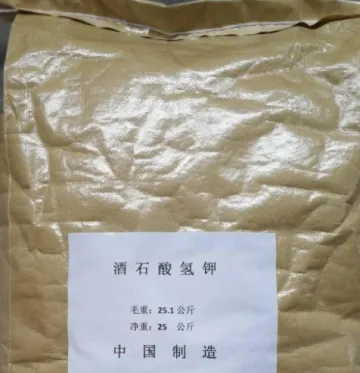 酒石酸氢钾
毛重：25.1 公斤
净重：25 公斤
中国制造